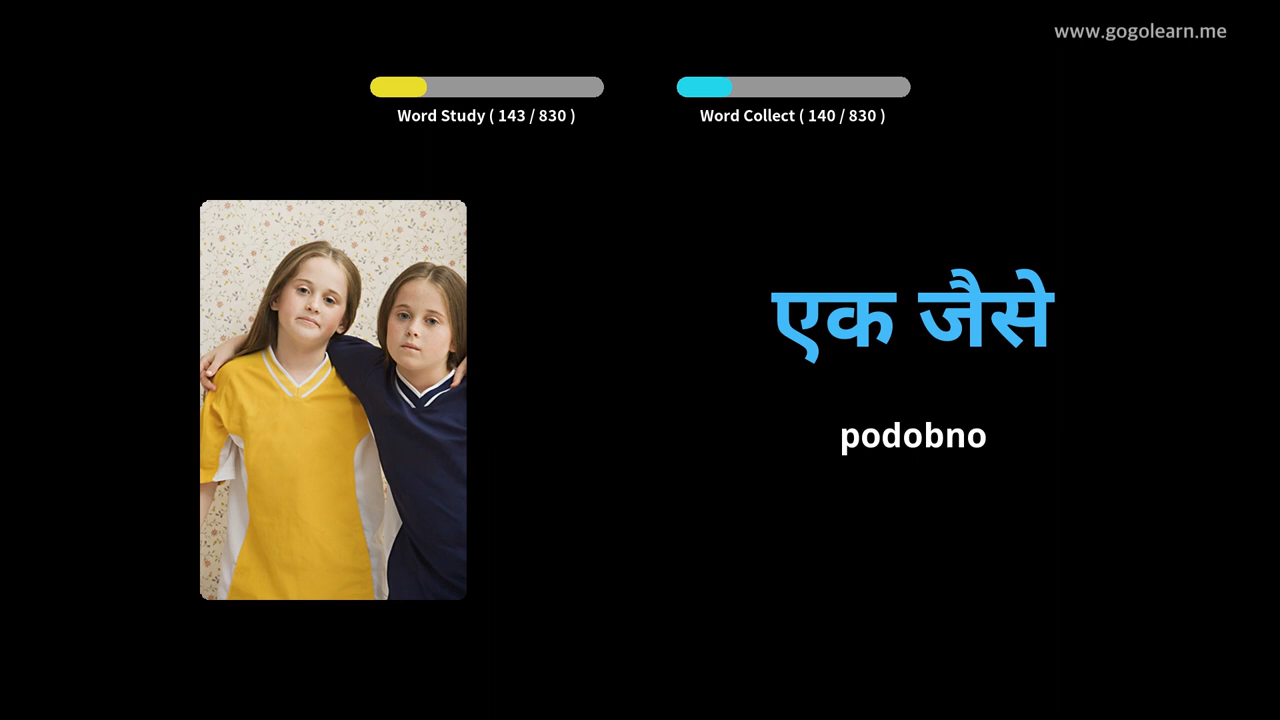 www.gogolearn.me
Word Study ( 143 / 830 )
Word Collect ( 140 / 830 )
एक जैसे
podobno